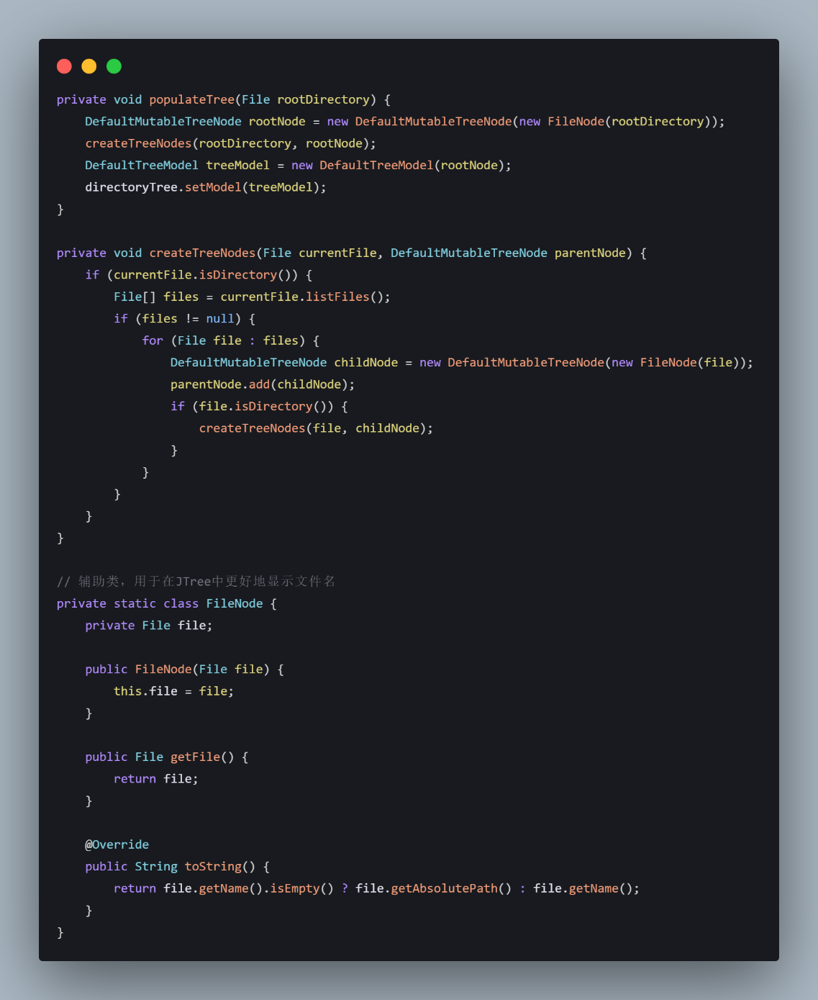 private void populateTree(File rootDirectory) {
    DefaultMutableTreeNode rootNode = new DefaultMutableTreeNode(new FileNode(rootDirectory));
    createTreeNodes(rootDirectory, rootNode);
    DefaultTreeModel treeModel = new DefaultTreeModel(rootNode);
    directoryTree.setModel(treeModel);
}

private void createTreeNodes(File currentFile, DefaultMutableTreeNode parentNode) {
    if (currentFile.isDirectory()) {
        File[] files = currentFile.listFiles();
        if (files != null) {
            for (File file : files) {
                DefaultMutableTreeNode childNode = new DefaultMutableTreeNode(new FileNode(file));
                parentNode.add(childNode);
                if (file.isDirectory()) {
                    createTreeNodes(file, childNode);
                }
            }
        }
    }
}

// 辅助类，用于在JTree中更好地显示文件名
private static class FileNode {
    private File file;

    public FileNode(File file) {
        this.file = file;
    }

    public File getFile() {
        return file;
    }

    @Override
    public String toString() {
        return file.getName().isEmpty() ? file.getAbsolutePath() : file.getName();
    }
}